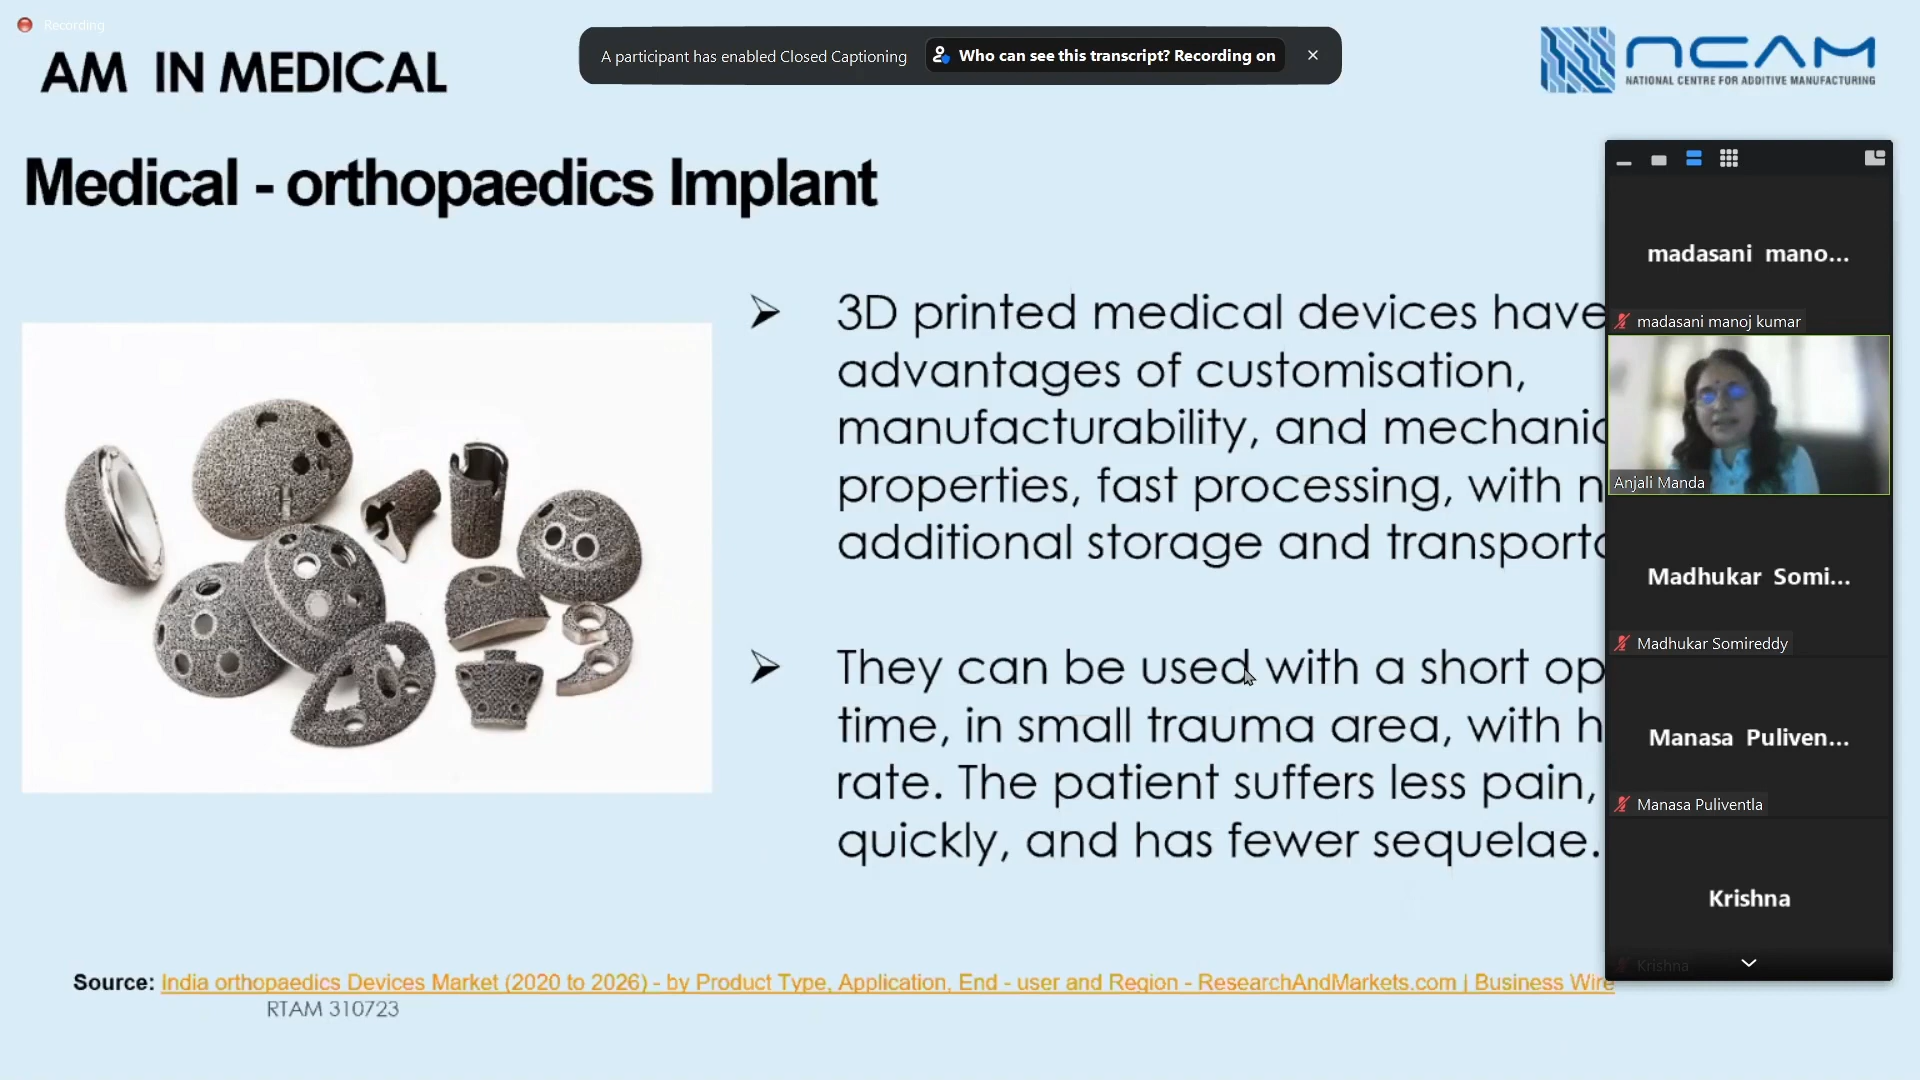 Recording
A participant has enabled Closed Captioning
Who can see this transcript? Recording on
AM IN MEDICAL
NCAM
NATIONAL CENTRE FOR ADDITIVE MANUFACTURING
Medical - orthopaedics Implant
3D printed medical devices have
advantages of customisation,
manufacturability, and mechanic
properties, fast processing, with n
additional storage and transport
They can be used with a short op
time, in small trauma area, with h
rate. The patient suffers less pain,
quickly, and has fewer sequelae.
Source: India orthopaedics Devices Market (2020 to 2026) - by Product Type, Application, End - user and Region - ResearchAndMarkets.com | Business Wire
RTAM 310723
madasani mano...
madasani manoj kumar
Anjali Manda
Madhukar Somi...
Madhukar Somireddy
Manasa Puliven...
Manasa Puliventla
Krishna
Krishna